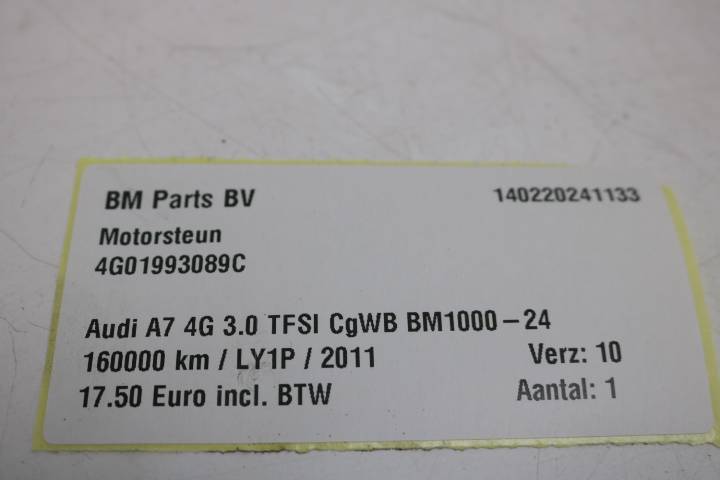 BM Parts BV 140220241133
Motorsteun
4G01993089C
Audi A7 4G 3.0 TFSI CgWB BM1000-24
160000 km / LY1P / 2011 Verz: 10
17.50 Euro incl. BTW Aantal: 1